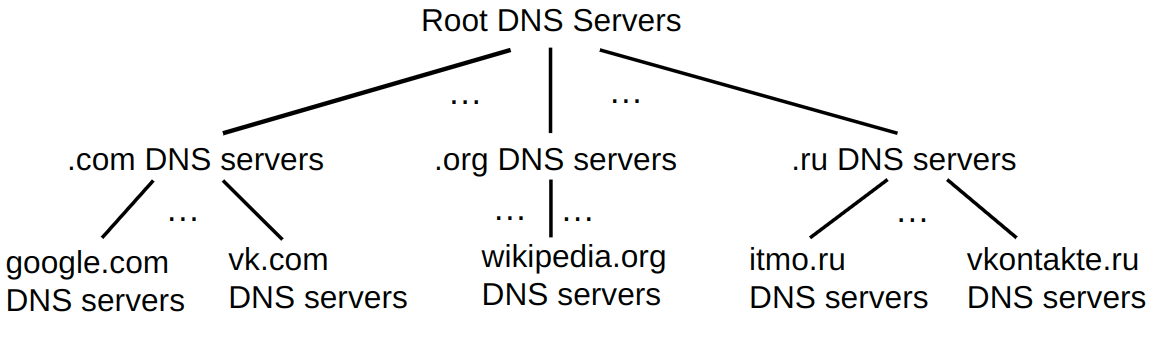 Root DNS Servers
... ...
.com DNS servers
.org DNS servers
.ru DNS servers
...
... ...
...
google.com
DNS servers
vk.com
DNS servers
wikipedia.org
DNS servers
itmo.ru
DNS servers
vkontakte.ru
DNS servers